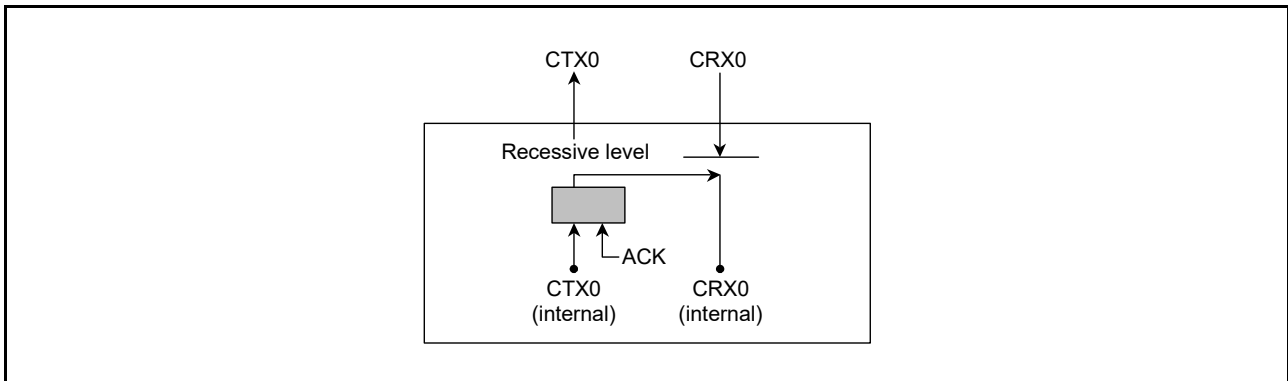 CTX0
CRX0
Recessive level
ACK
CTX0
(internal)
CRX0
(internal)